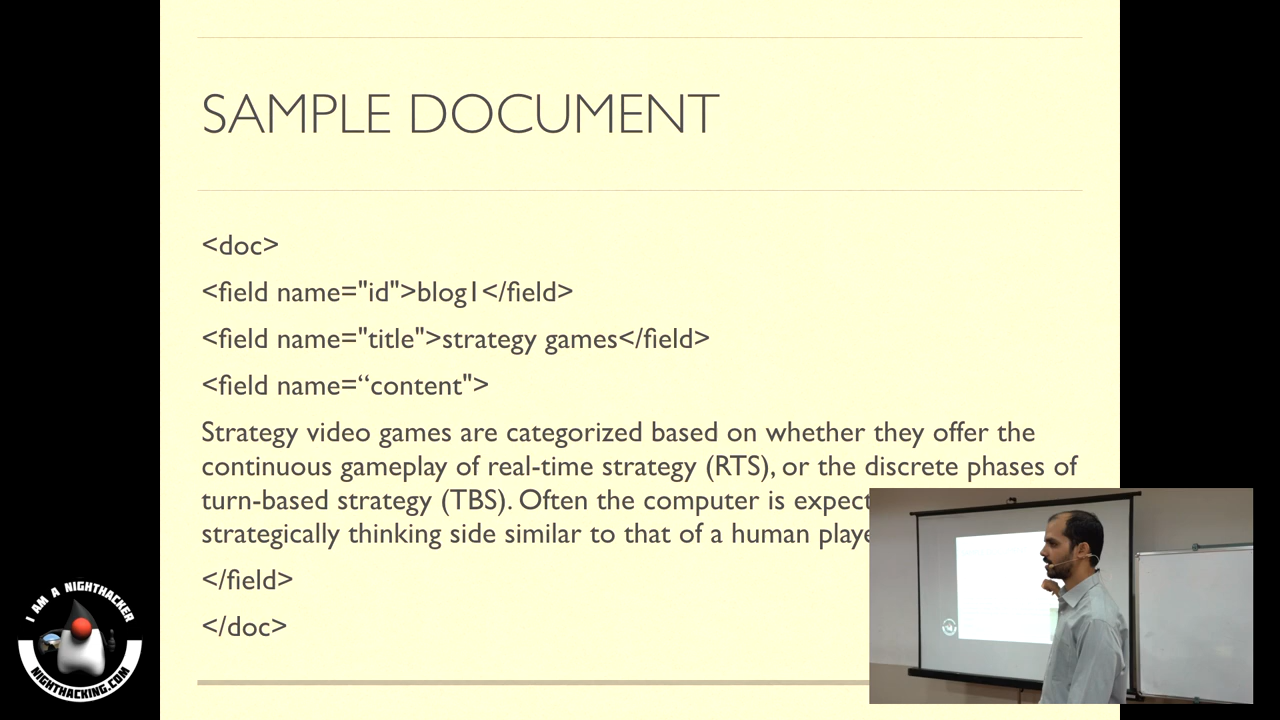 SAMPLE DOCUMENT
<doc>
<field name="id">blog1</field>
<field name="title">strategy games</field>
<field name=“content">
Strategy video games are categorized based on whether they offer the
continuous gameplay of real-time strategy (RTS), or the discrete phases of
turn-based strategy (TBS). Often the computer is
strategically thinking side similar to that of a human
</field>
</doc>
I AM A NIGHTHACKER
NIGHTHACKING.COM